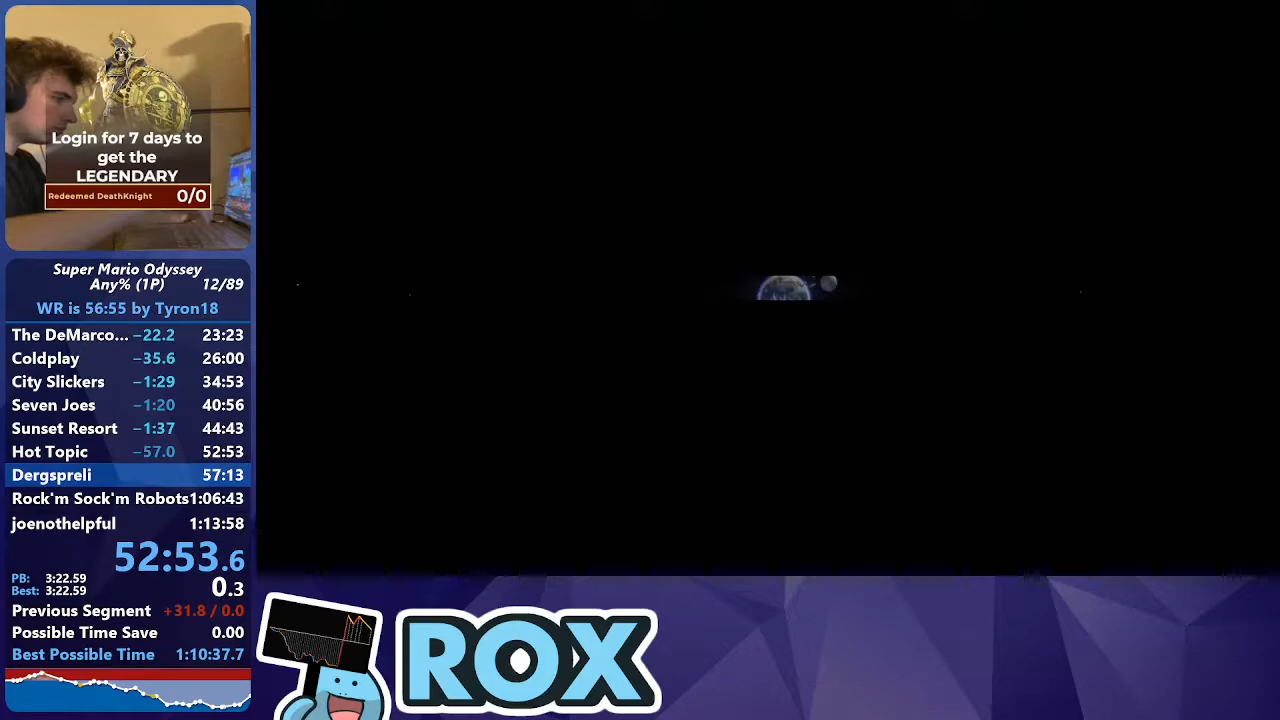 Login for 7 days to
get the
LEGENDARY
Redeemed DeathKnight 0/0
Super Mario Odyssey
Any% (1P) 12/89
WR is 56:55 by Tyron18
The DeMarco... −22.2 23:23
Coldplay −35.6 26:00
City Slickers −1:29 34:53
Seven Joes −1:20 40:56
Sunset Resort −1:37 44:43
Hot Topic −57.0 52:53
Dergspreli 57:13
Rock'm Sock'm Robots 1:06:43
joenothelpful 1:13:58
52:53.6
PB: 3:22.59
Best: 3:22.59
0.3
Previous Segment +31.8 / 0.0
Possible Time Save 0.00
Best Possible Time 1:10:37.7
ROX